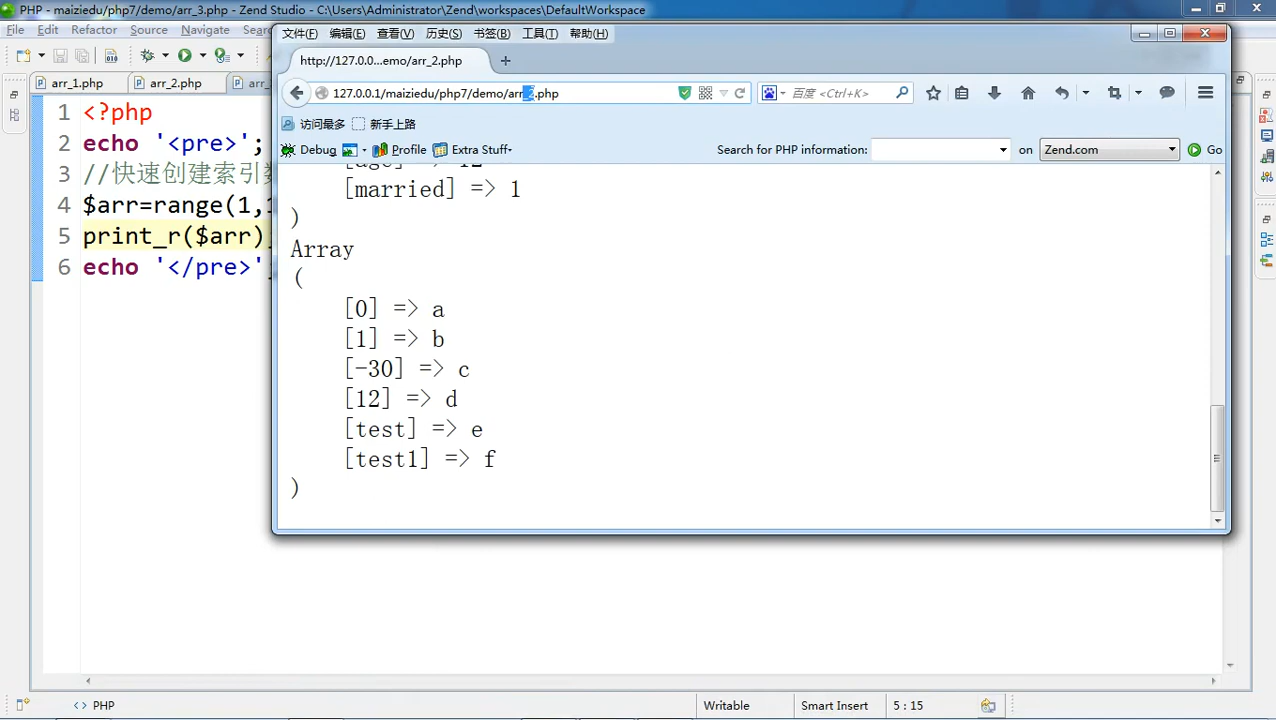 PHP - maiziedu/php7/demo/arr_3.php - Zend Studio - C:\Users\Administrator\Zend\workspaces\DefaultWorkspace
File Edit Refactor Source Navigate
文件(F) 编辑(E) 查看(V) 历史(S) 书签(B) 工具(T) 帮助(H)
http://127.0.0...emo/arr_2.php
arr_1.php arr_2.php
127.0.0.1/maiziedu/php7/demo/arr_2.php
百度 <Ctrl+K>
访问最多 新手上路
Debug Profile Extra Stuff
Search for PHP information: on Zend.com Go
1 <?php
2 echo '<pre>';
3 //快速创建索引
4 $arr=range(1,
5 print_r($arr)
6 echo '</pre>'
[age] => 12
[married] => 1
)
Array
(
[0] => a
[1] => b
[-30] => c
[12] => d
[test] => e
[test1] => f
)
<> PHP
Writable Smart Insert 5 : 15